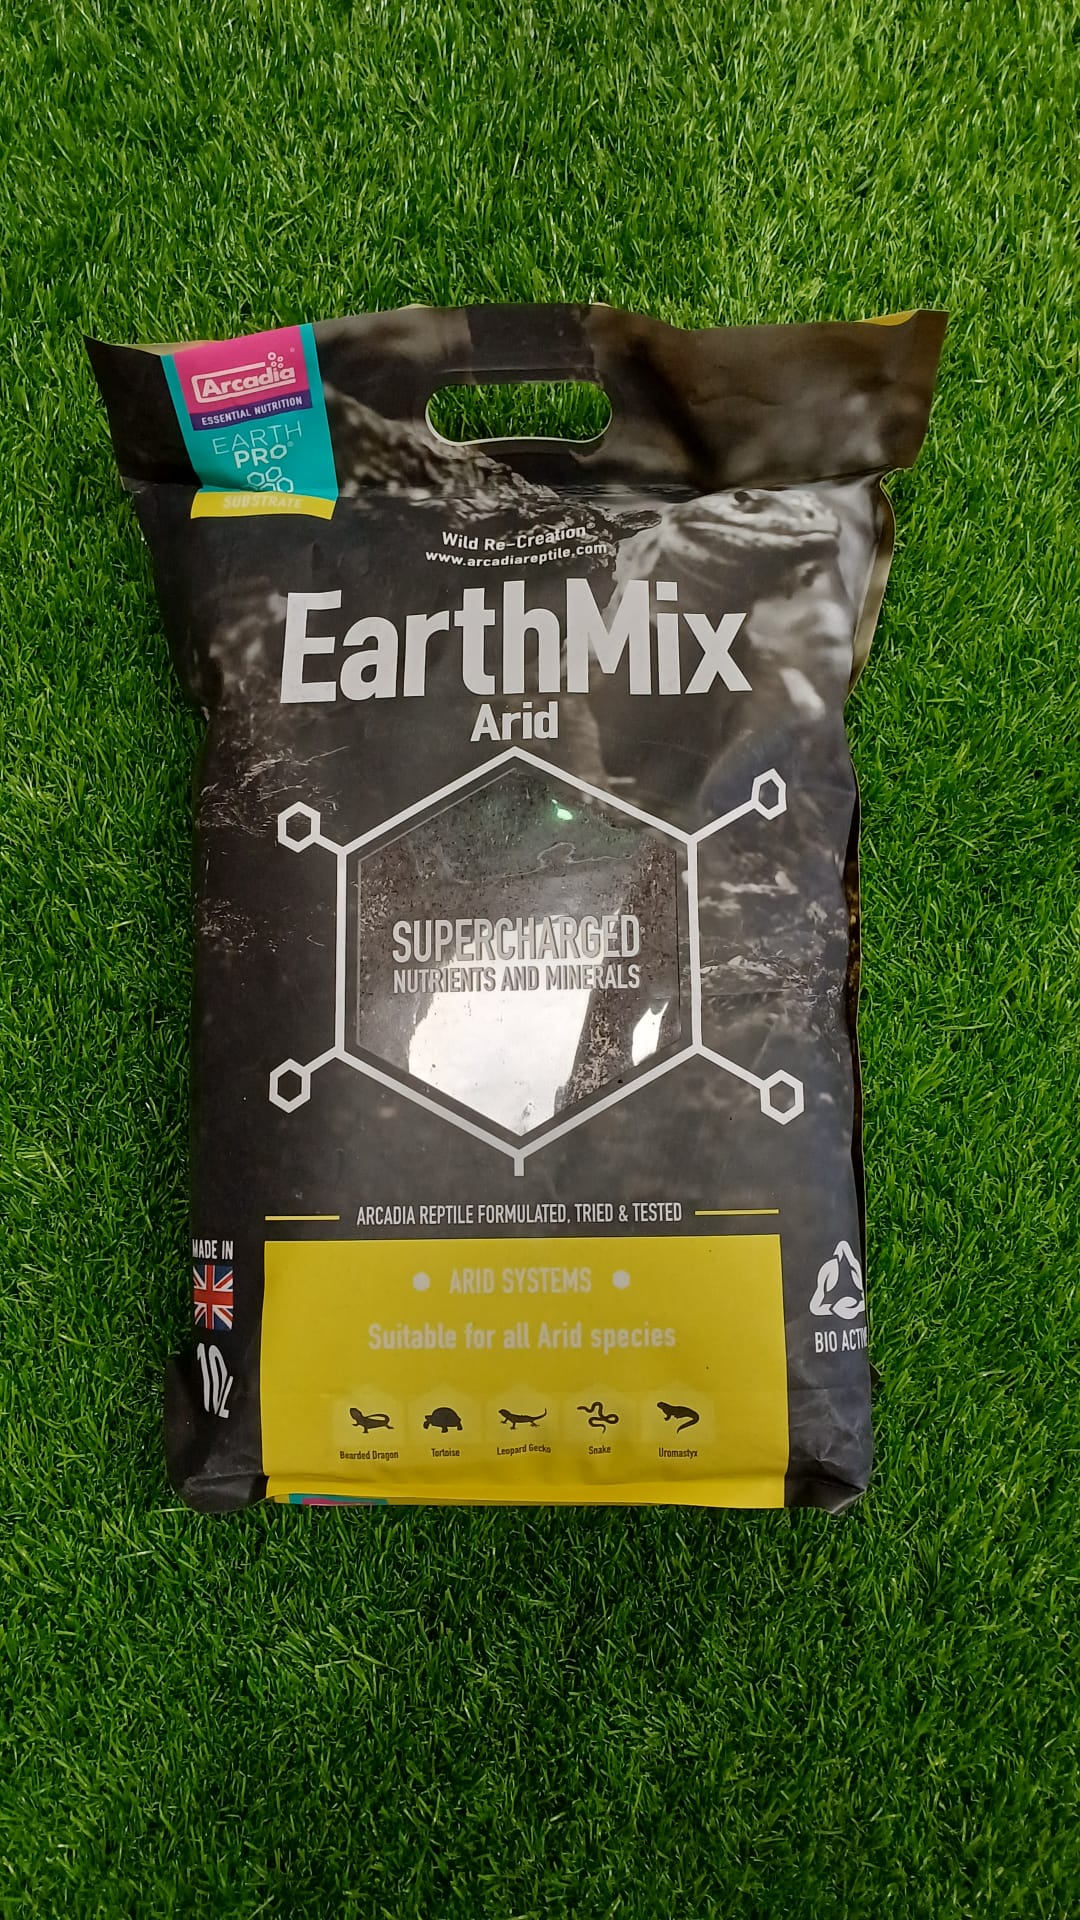 Arcadia
ESSENTIAL NUTRITION
EARTH
PRO®
SUBSTRATE
Wild Re-Creation®
www.arcadiareptile.com
EarthMix
Arid
SUPERCHARGED
NUTRIENTS AND MINERALS
ARCADIA REPTILE FORMULATED, TRIED & TESTED
MADE IN
10L
ARID SYSTEMS
Suitable for all Arid species
Bearded Dragon
Tortoise
Leopard Gecko
Snake
Uromastyx
BIO ACTIV